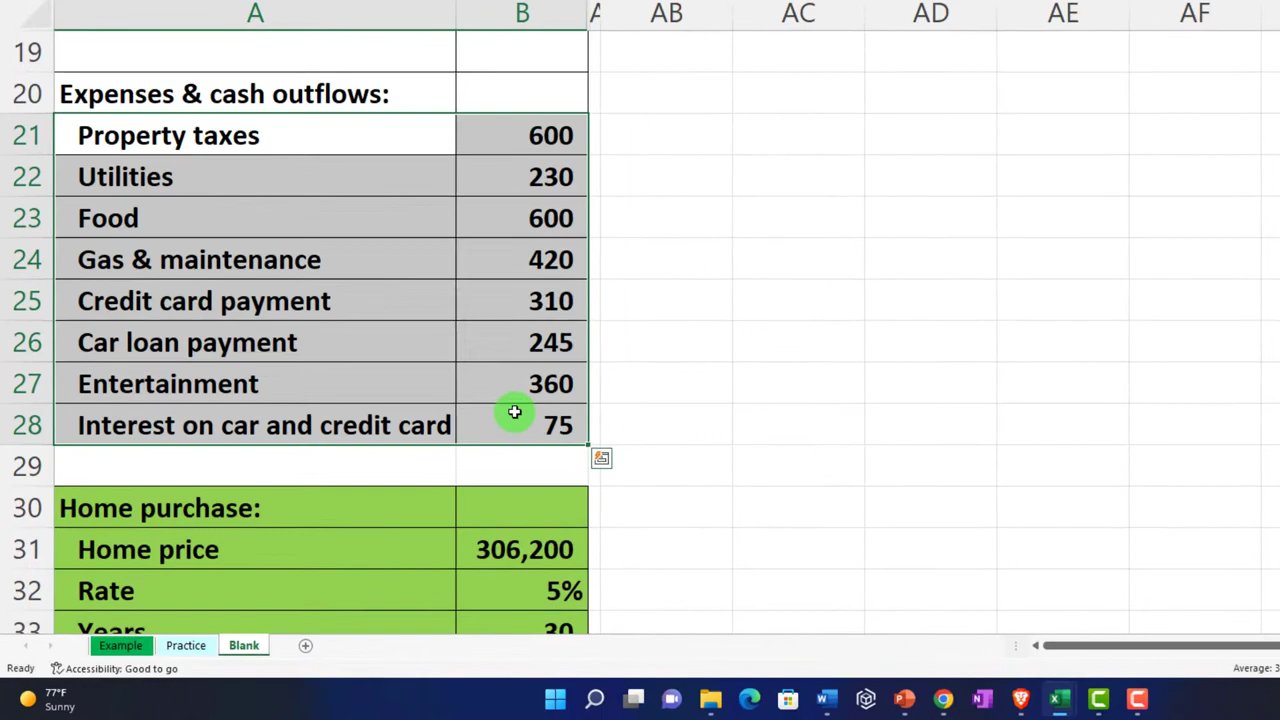 A B A AB AC AD AE AF
19
20 Expenses & cash outflows:
21 Property taxes 600
22 Utilities 230
23 Food 600
24 Gas & maintenance 420
25 Credit card payment 310
26 Car loan payment 245
27 Entertainment 360
28 Interest on car and credit card 75
29
30 Home purchase:
31 Home price 306,200
32 Rate 5%
33 Years 30
Example Practice Blank
Ready Accessibility: Good to go Average: 3
77°F
Sunny